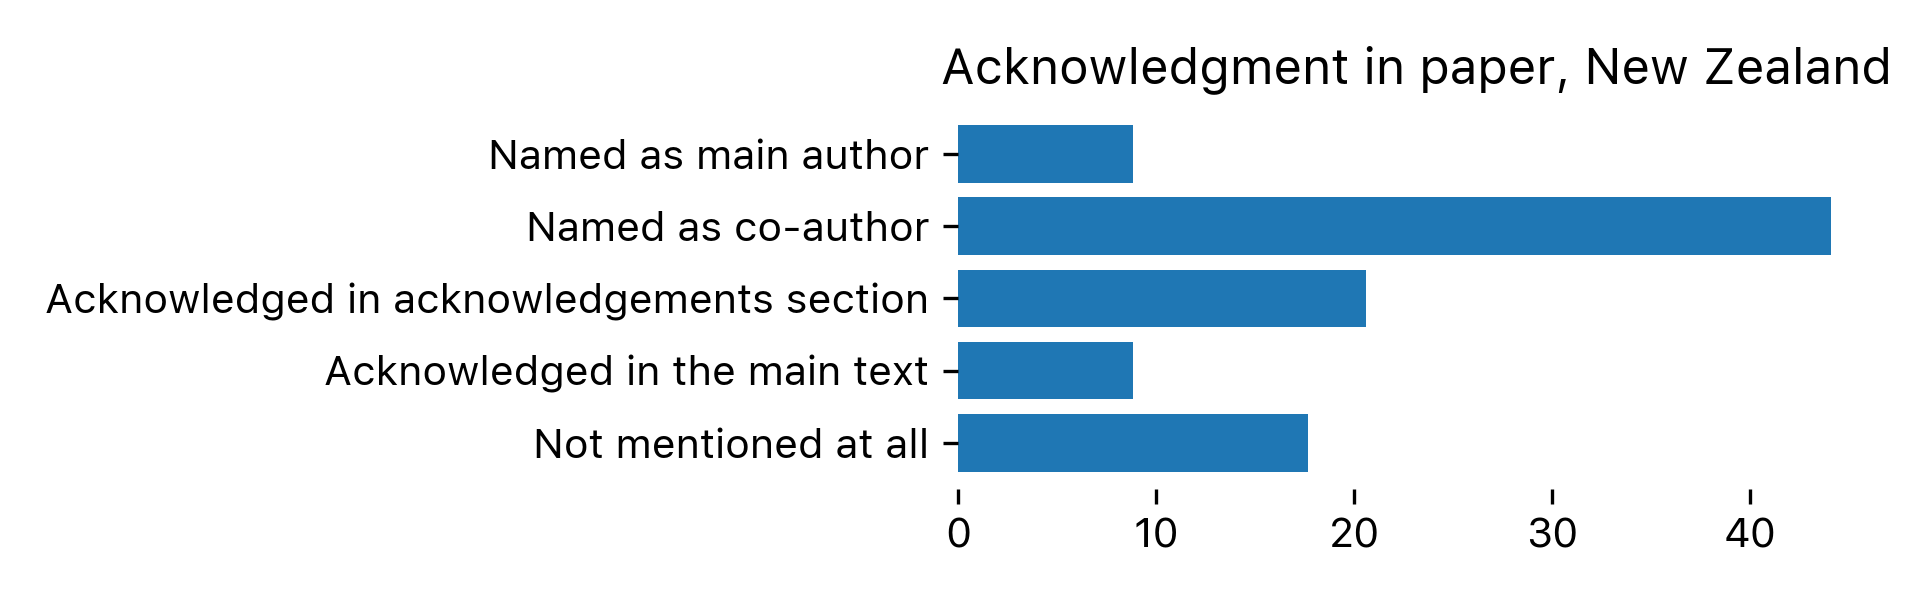 Acknowledgment in paper, New Zealand
Named as main author
Named as co-author
Acknowledged in acknowledgements section
Acknowledged in the main text
Not mentioned at all
0 10 20 30 40